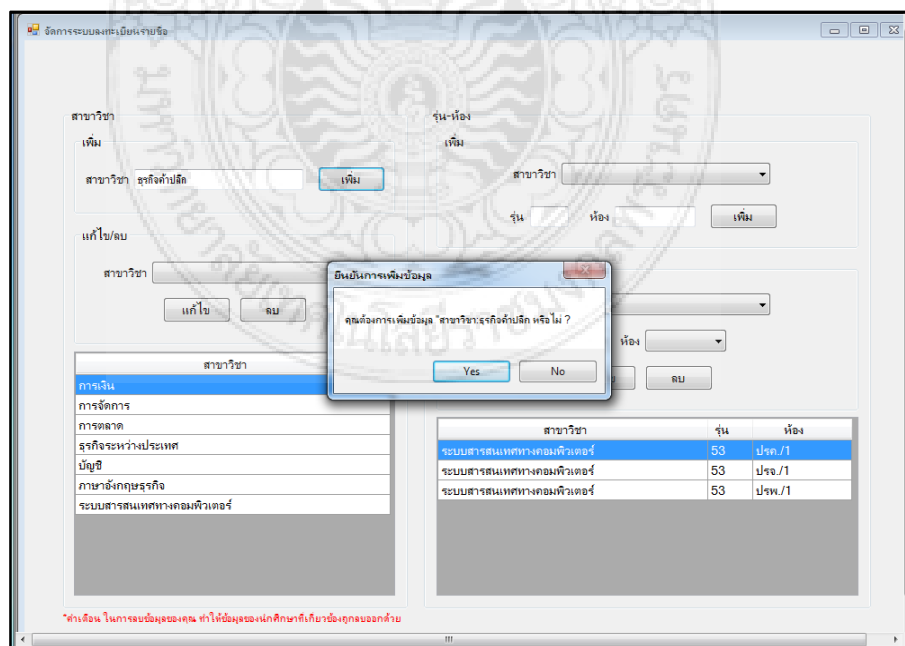 จัดการระบบลงทะเบียนรายชื่อ
สาขาวิชา
เพิ่ม
สาขาวิชา ธุรกิจค้าปลีก เพิ่ม
แก้ไข/ลบ
สาขาวิชา
แก้ไข ลบ
สาขาวิชา
การเงิน
การจัดการ
การตลาด
ธุรกิจระหว่างประเทศ
บัญชี
ภาษาอังกฤษธุรกิจ
ระบบสารสนเทศทางคอมพิวเตอร์
รุ่น-ห้อง
เพิ่ม
สาขาวิชา
รุ่น ห้อง เพิ่ม
ห้อง
ลบ
สาขาวิชา รุ่น ห้อง
ระบบสารสนเทศทางคอมพิวเตอร์ 53 ปรค./1
ระบบสารสนเทศทางคอมพิวเตอร์ 53 ปรจ./1
ระบบสารสนเทศทางคอมพิวเตอร์ 53 ปรพ./1
ยืนยันการเพิ่มข้อมูล
คุณต้องการเพิ่มข้อมูล "สาขาวิชา:ธุรกิจค้าปลีก หรือไม่ ?
Yes No
*คำเตือน ในการลบข้อมูลของคุณ ทำให้ข้อมูลของนักศึกษาที่เกี่ยวข้องถูกลบออกด้วย